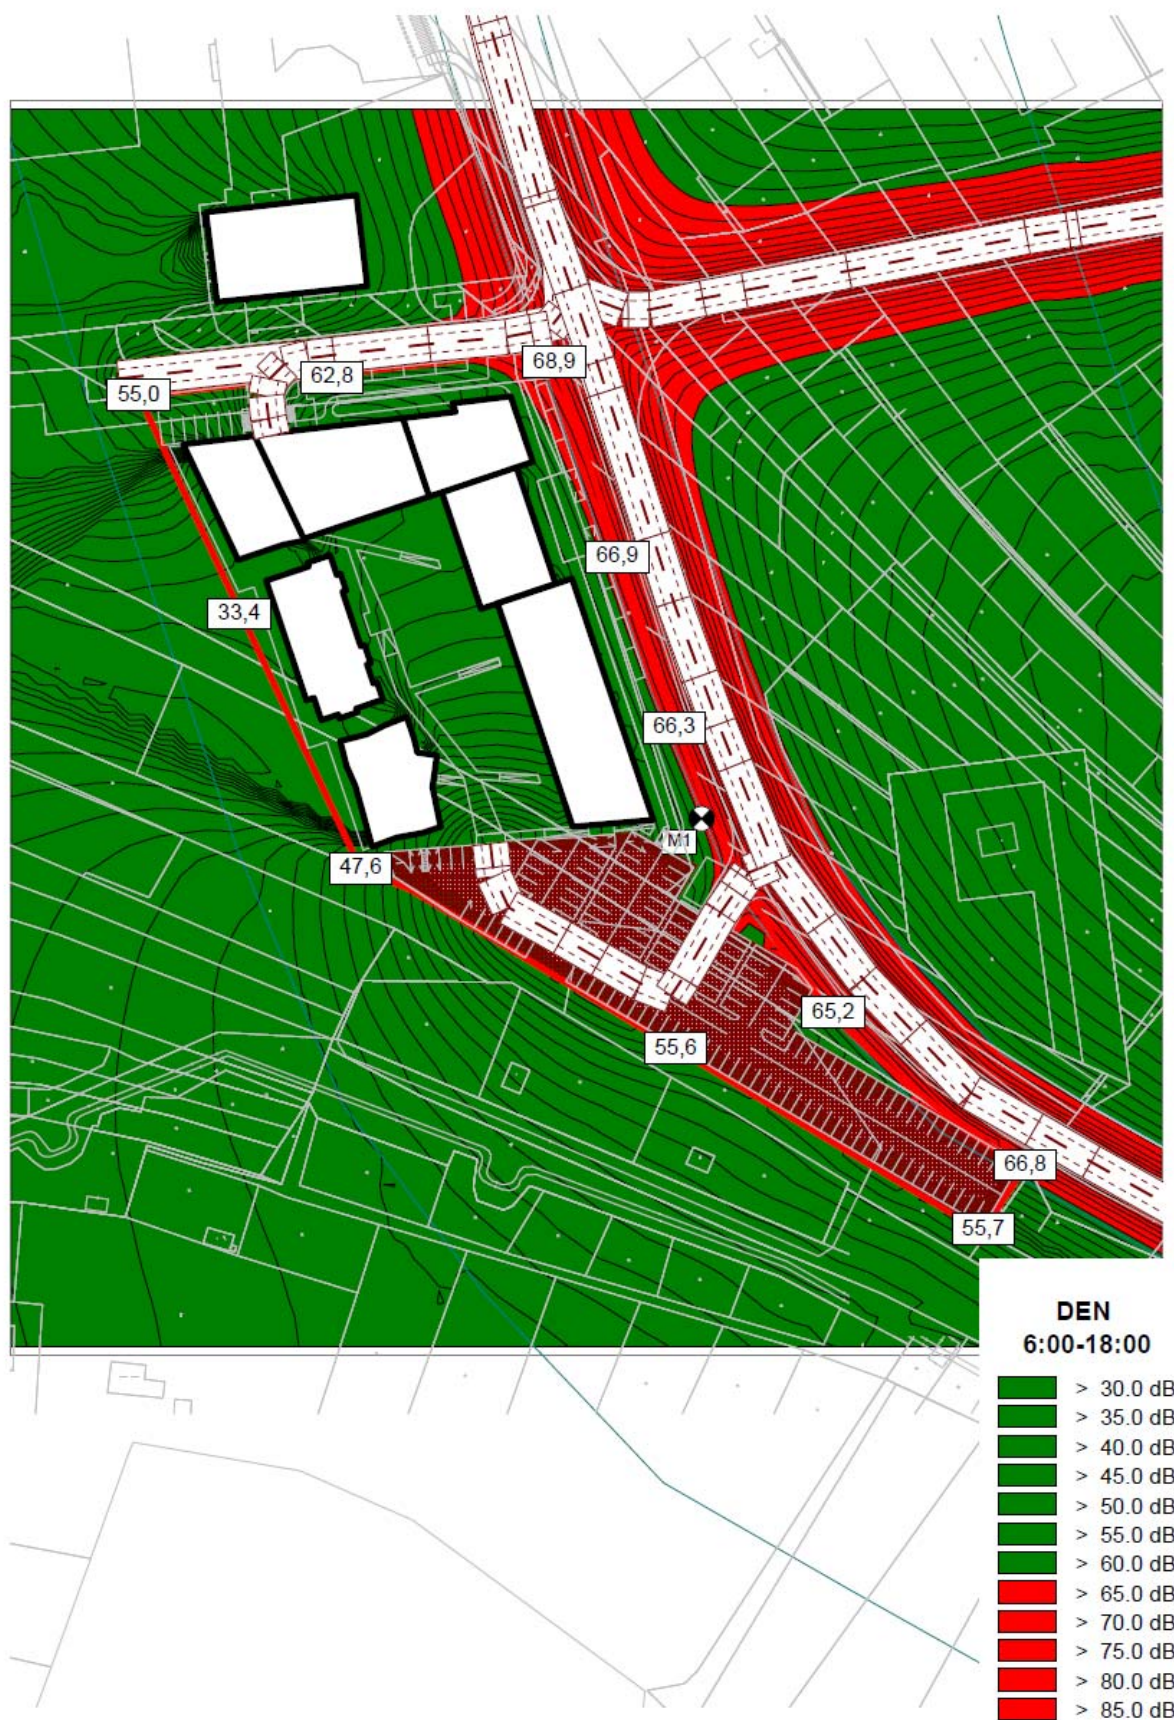 55,0
62,8
68,9
66,9
33,4
66,3
M1
47,6
65,2
55,6
66,8
55,7
DEN
6:00-18:00
> 30.0 dB
> 35.0 dB
> 40.0 dB
> 45.0 dB
> 50.0 dB
> 55.0 dB
> 60.0 dB
> 65.0 dB
> 70.0 dB
> 75.0 dB
> 80.0 dB
> 85.0 dB